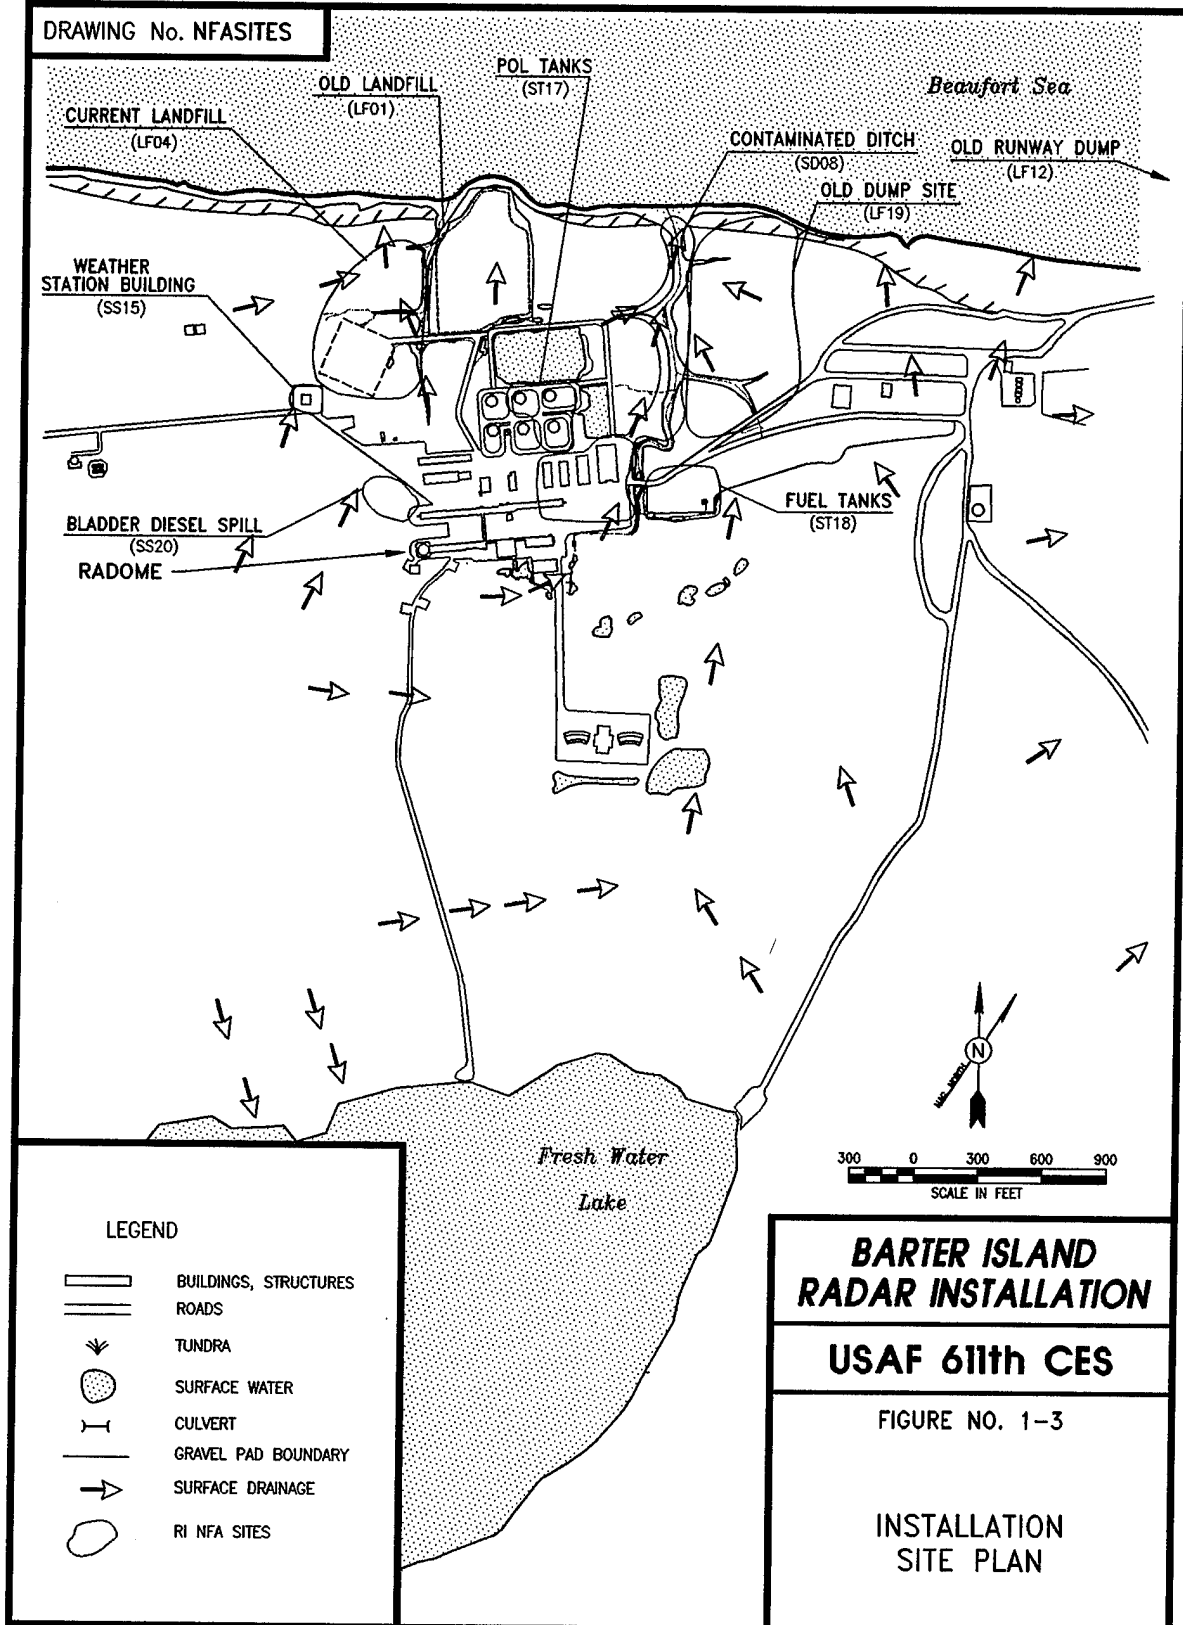 DRAWING No. NFASITES
POL TANKS
(ST17)
OLD LANDFILL
(LF01)
Beaufort Sea
CURRENT LANDFILL
(LF04)
CONTAMINATED DITCH
(SD08)
OLD RUNWAY DUMP
(LF12)
OLD DUMP SITE
(LF19)
WEATHER
STATION BUILDING
(SS15)
FUEL TANKS
(ST18)
BLADDER DIESEL SPILL
(SS20)
RADOME
N
MAG NORTH
Fresh Water
Lake
300 0 300 600 900
SCALE IN FEET
LEGEND
BUILDINGS, STRUCTURES
ROADS
TUNDRA
SURFACE WATER
CULVERT
GRAVEL PAD BOUNDARY
SURFACE DRAINAGE
RI NFA SITES
BARTER ISLAND
RADAR INSTALLATION
USAF 611th CES
FIGURE NO. 1-3
INSTALLATION
SITE PLAN